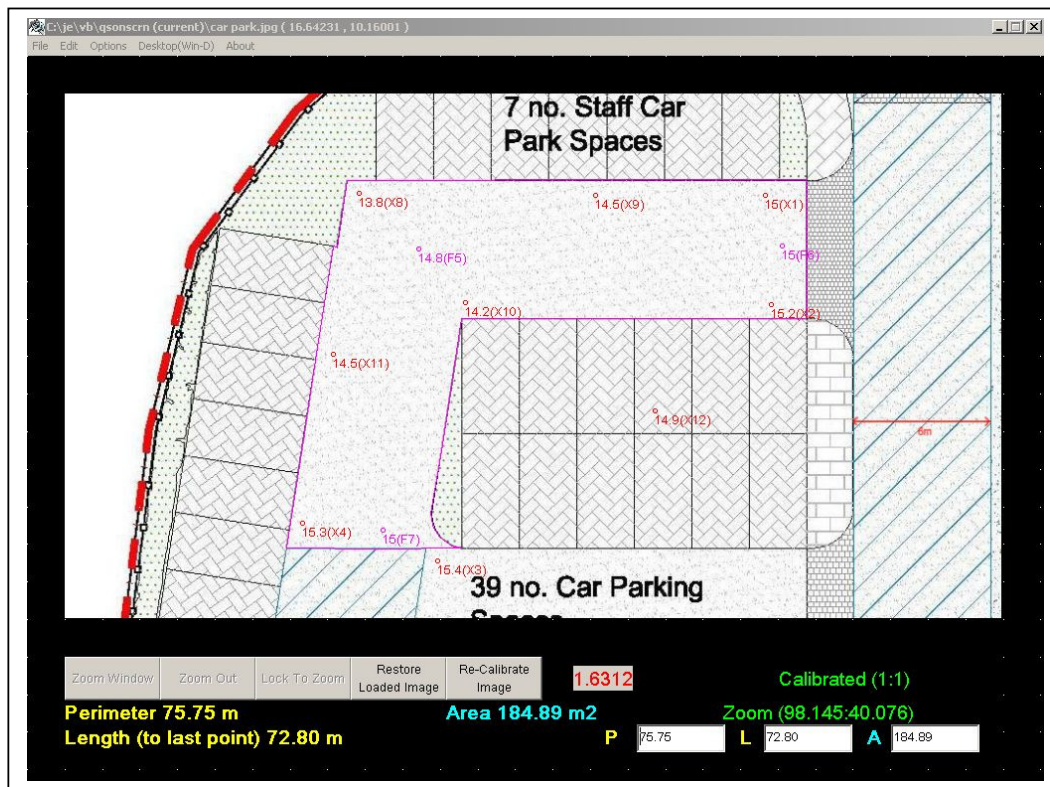 C:\je\vb\qsonscrn (current)\car park.jpg ( 16.64231 , 10.16001 )
File Edit Options Desktop(Win-D) About
7 no. Staff Car
Park Spaces
13.8(X8)
14.5(X9)
15(X1)
14.8(F5)
15(F6)
14.2(X10)
15.2(X2)
14.5(X11)
14.9(X12)
6m
15.3(X4)
15(F7)
15.4(X3)
39 no. Car Parking
Spaces
Zoom Window
Zoom Out
Lock To Zoom
Restore
Loaded Image
Re-Calibrate
Image
1.6312
Calibrated (1:1)
Perimeter 75.75 m
Area 184.89 m2
Zoom (98.145:40.076)
Length (to last point) 72.80 m
P 75.75 L 72.80 A 184.89